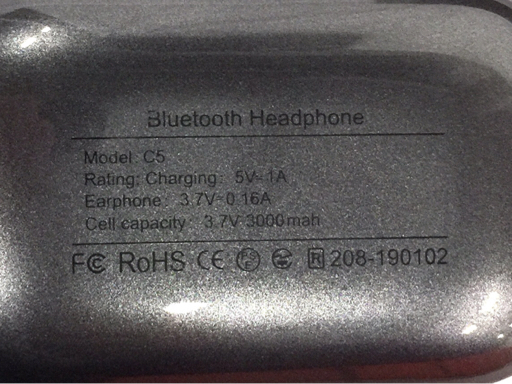 Bluetooth Headphone
Model: C5
Rating: Charging: 5V⎓1A
Earphone: 3.7V⎓0.16A
Cell capacity: 3.7V 3000mah
FC RoHS CE R 208-190102